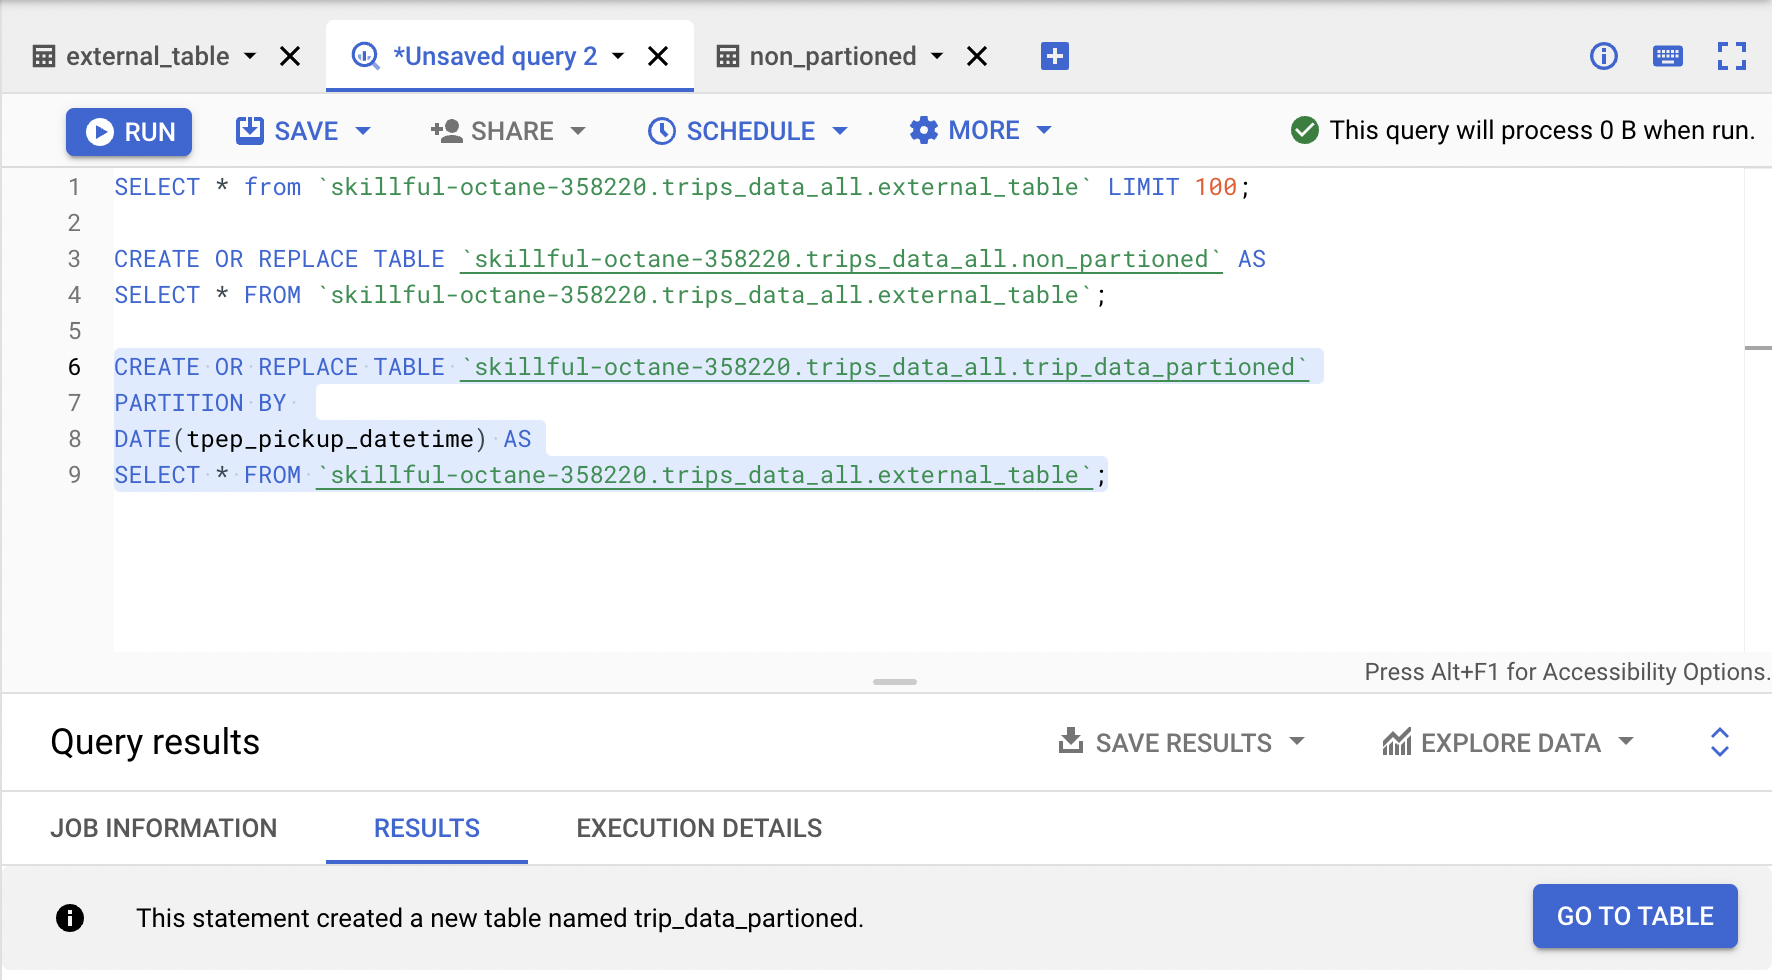 external_table
*Unsaved query 2
non_partioned
RUN
SAVE
SHARE
SCHEDULE
MORE
This query will process 0 B when run.
1 SELECT * from `skillful-octane-358220.trips_data_all.external_table` LIMIT 100;
2
3 CREATE OR REPLACE TABLE `skillful-octane-358220.trips_data_all.non_partioned` AS
4 SELECT * FROM `skillful-octane-358220.trips_data_all.external_table`;
5
6 CREATE OR REPLACE TABLE `skillful-octane-358220.trips_data_all.trip_data_partioned`
7 PARTITION BY
8 DATE(tpep_pickup_datetime) AS
9 SELECT * FROM `skillful-octane-358220.trips_data_all.external_table`;
Press Alt+F1 for Accessibility Options.
Query results
SAVE RESULTS
EXPLORE DATA
JOB INFORMATION
RESULTS
EXECUTION DETAILS
This statement created a new table named trip_data_partioned.
GO TO TABLE